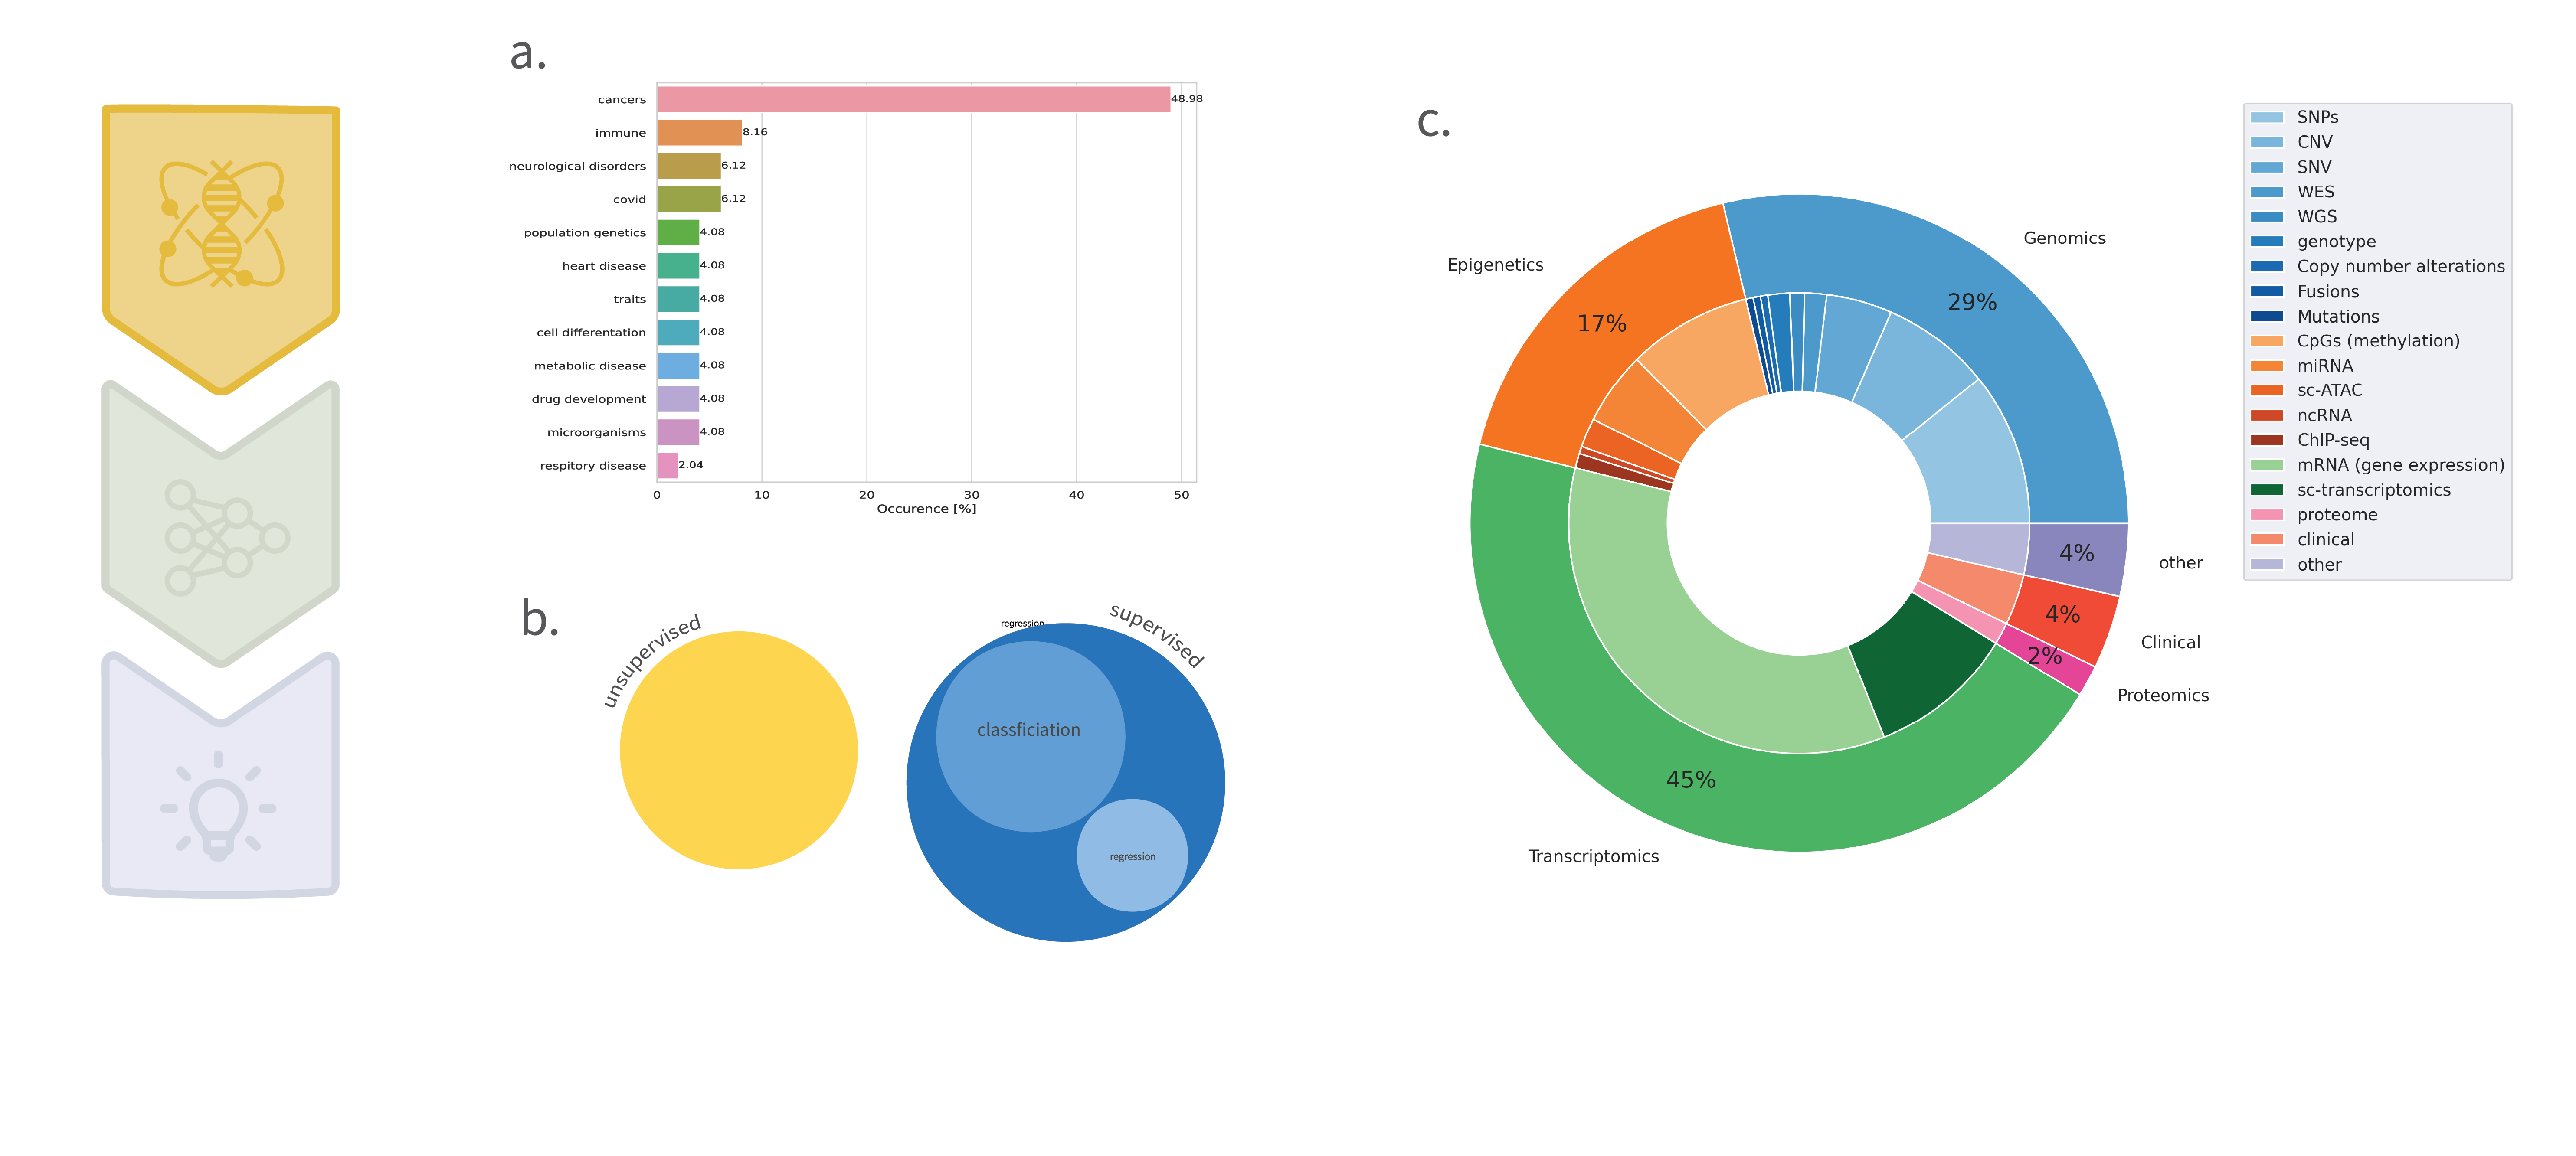 a.
cancers 48.98
immune 8.16
neurological disorders 6.12
covid 6.12
population genetics 4.08
heart disease 4.08
traits 4.08
cell differentation 4.08
metabolic disease 4.08
drug development 4.08
microorganisms 4.08
respitory disease 2.04
0 10 20 30 40 50
Occurence [%]
b.
unsupervised
regression
supervised
classficiation
regression
c.
Epigenetics
17%
Genomics
29%
other
4%
Clinical
4%
Proteomics
2%
Transcriptomics
45%
SNPs
CNV
SNV
WES
WGS
genotype
Copy number alterations
Fusions
Mutations
CpGs (methylation)
miRNA
sc-ATAC
ncRNA
ChIP-seq
mRNA (gene expression)
sc-transcriptomics
proteome
clinical
other